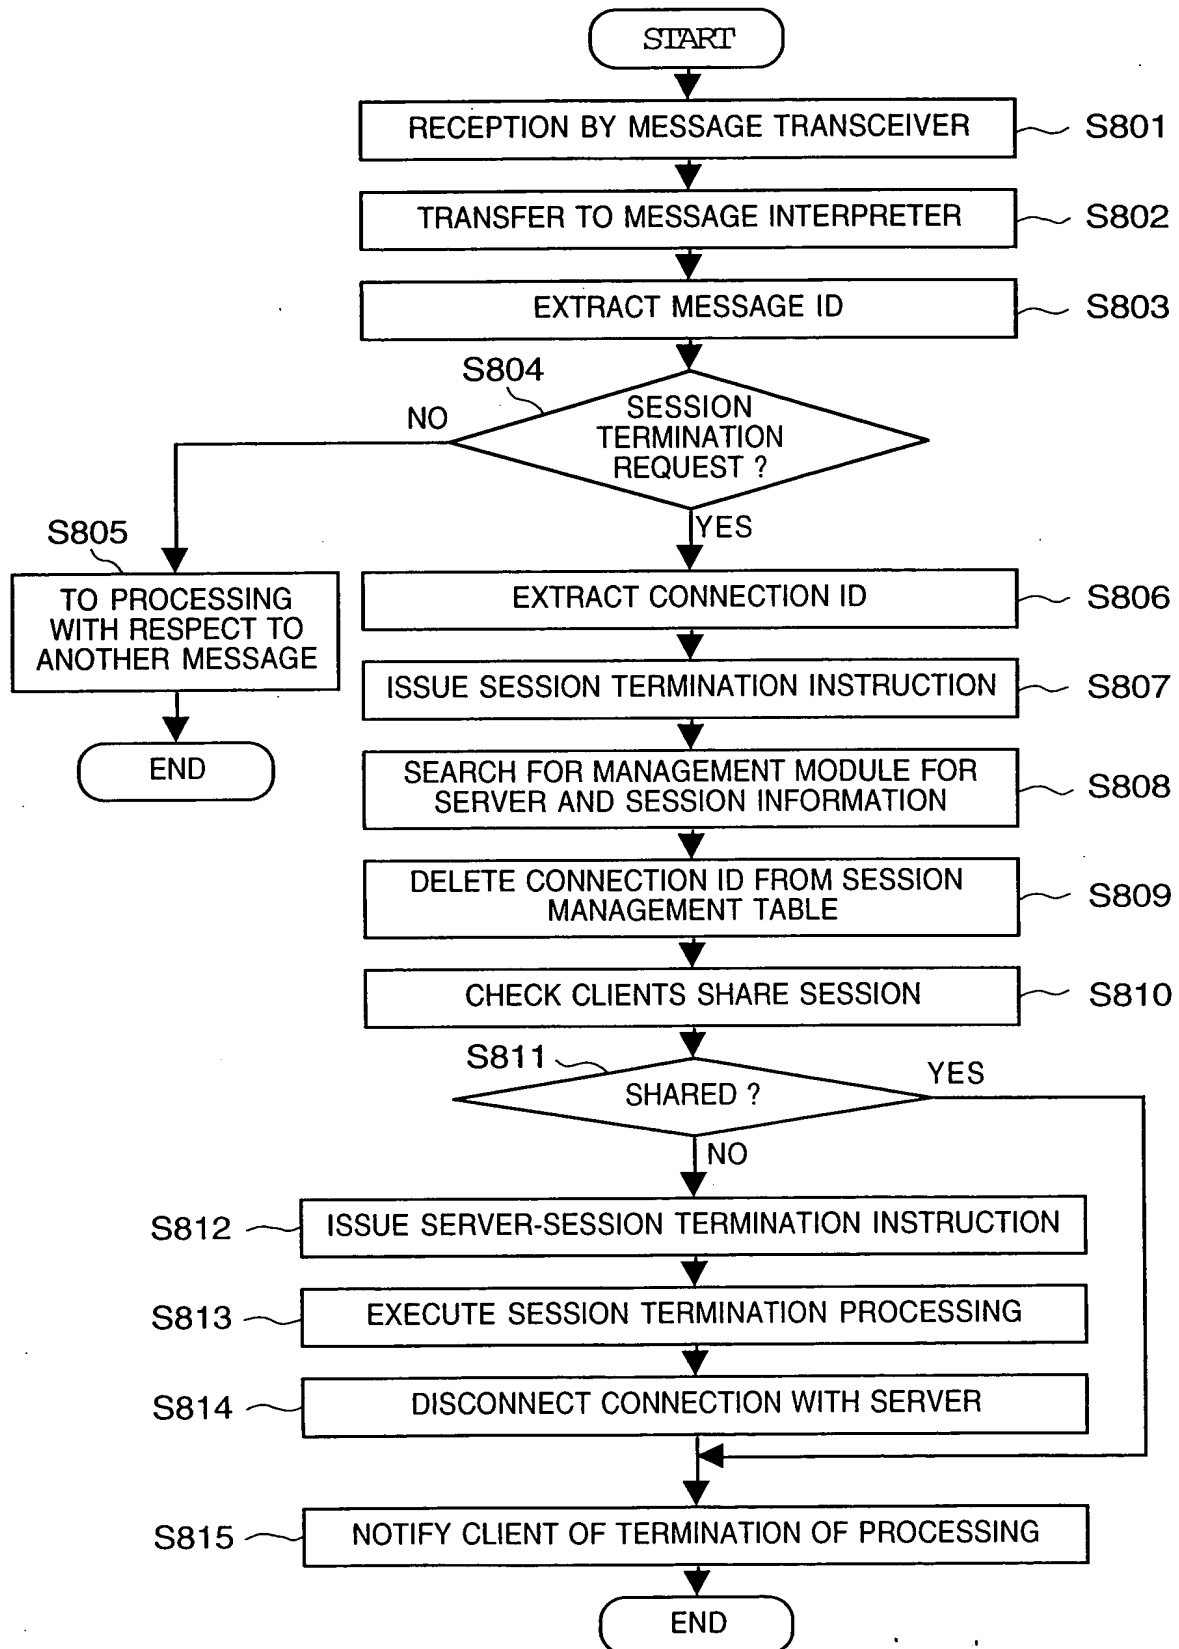 START
RECEPTION BY MESSAGE TRANSCEIVER
S801
TRANSFER TO MESSAGE INTERPRETER
S802
EXTRACT MESSAGE ID
S803
S804
SESSION
TERMINATION
REQUEST ?
NO
YES
S805
TO PROCESSING
WITH RESPECT TO
ANOTHER MESSAGE
END
EXTRACT CONNECTION ID
S806
ISSUE SESSION TERMINATION INSTRUCTION
S807
SEARCH FOR MANAGEMENT MODULE FOR
SERVER AND SESSION INFORMATION
S808
DELETE CONNECTION ID FROM SESSION
MANAGEMENT TABLE
S809
CHECK CLIENTS SHARE SESSION
S810
S811
SHARED ?
YES
NO
S812
ISSUE SERVER-SESSION TERMINATION INSTRUCTION
S813
EXECUTE SESSION TERMINATION PROCESSING
S814
DISCONNECT CONNECTION WITH SERVER
S815
NOTIFY CLIENT OF TERMINATION OF PROCESSING
END